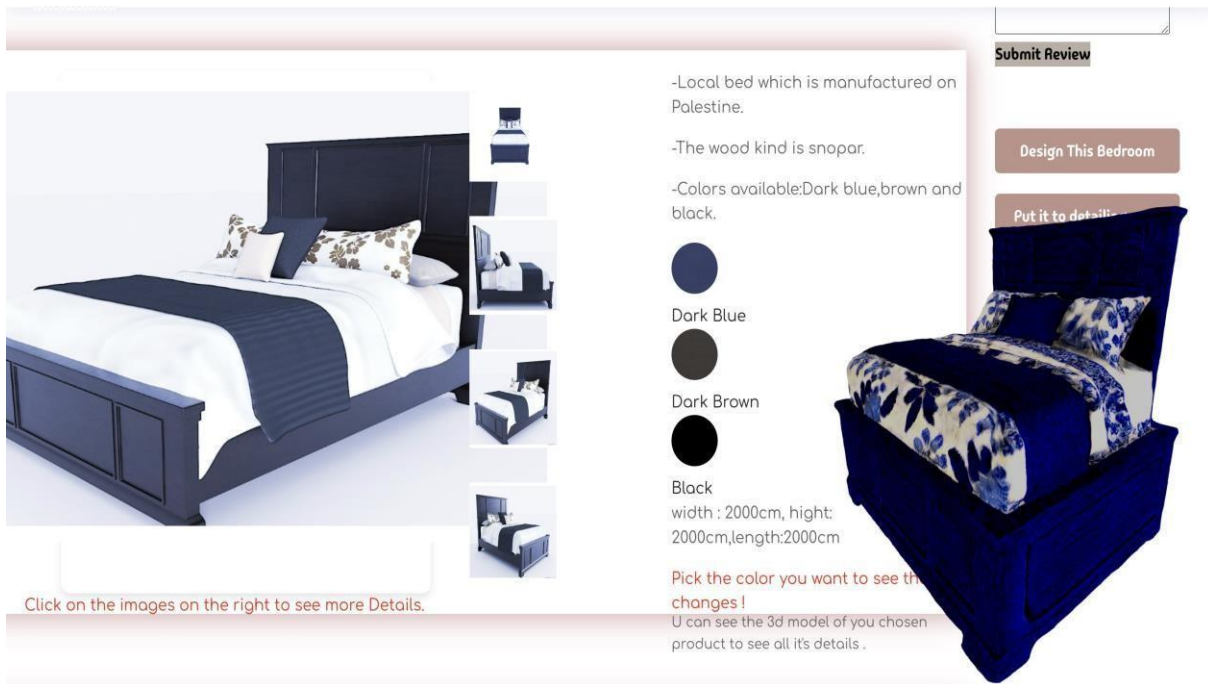 Submit Review
-Local bed which is manufactured on
Palestine.
-The wood kind is snopar.
-Colors available:Dark blue,brown and
black.
Dark Blue
Dark Brown
Black
width : 2000cm, hight:
2000cm,length:2000cm
Pick the color you want to see
changes !
U can see the 3d model of you chosen
product to see all it's details .
Design This Bedroom
Put it to
Click on the images on the right to see more Details.